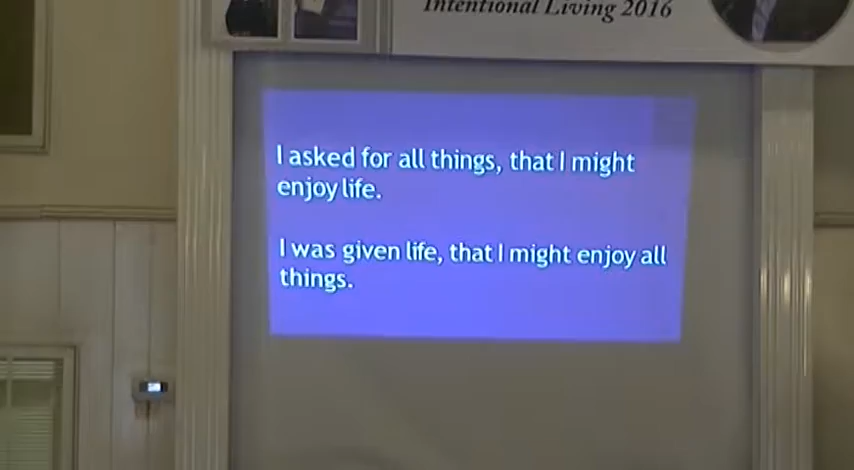 Intentional Living 2016
I asked for all things, that I might
enjoy life.
I was given life, that I might enjoy all
things.